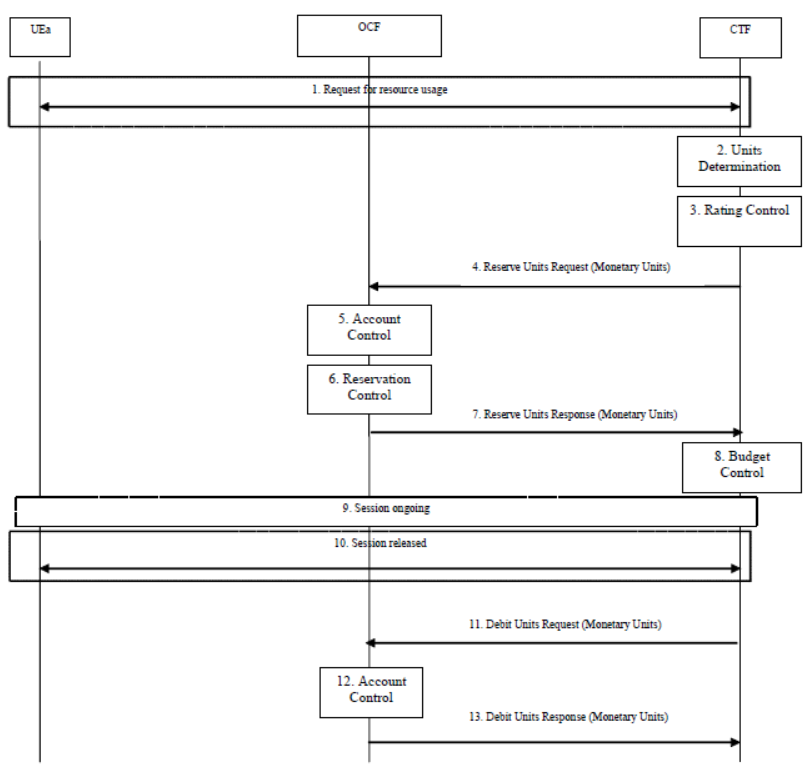 UEa
OCF
CTF
1. Request for resource usage
2. Units
Determination
3. Rating Control
4. Reserve Units Request (Monetary Units)
5. Account
Control
6. Reservation
Control
7. Reserve Units Response (Monetary Units)
8. Budget
Control
9. Session ongoing
10. Session released
11. Debit Units Request (Monetary Units)
12. Account
Control
13. Debit Units Response (Monetary Units)